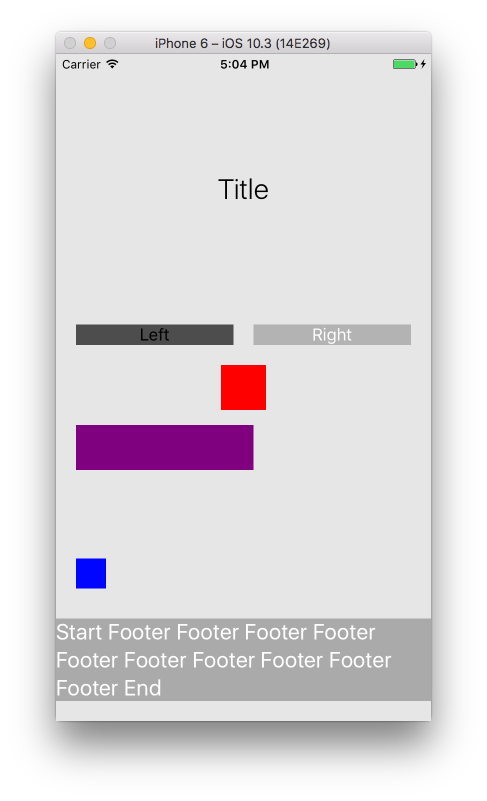 iPhone 6 – iOS 10.3 (14E269)
Carrier 5:04 PM
Title
Left Right
Start Footer Footer Footer Footer
Footer Footer Footer Footer Footer
Footer End